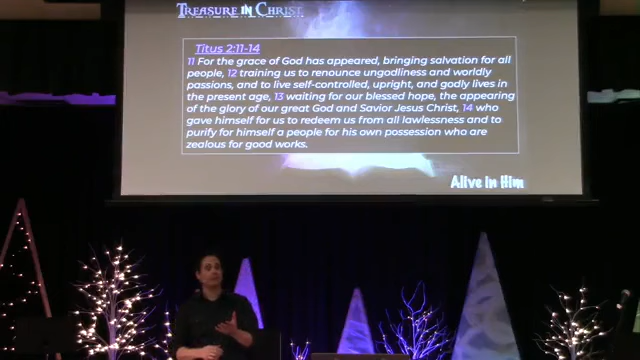 Treasure in Christ
Titus 2:11-14
11 For the grace of God has appeared, bringing salvation for all
people, 12 training us to renounce ungodliness and worldly
passions, and to live self-controlled, upright, and godly lives in
the present age, 13 waiting for our blessed hope, the appearing
of the glory of our great God and Savior Jesus Christ, 14 who
gave himself for us to redeem us from all lawlessness and to
purify for himself a people for his own possession who are
zealous for good works.
Alive in Him